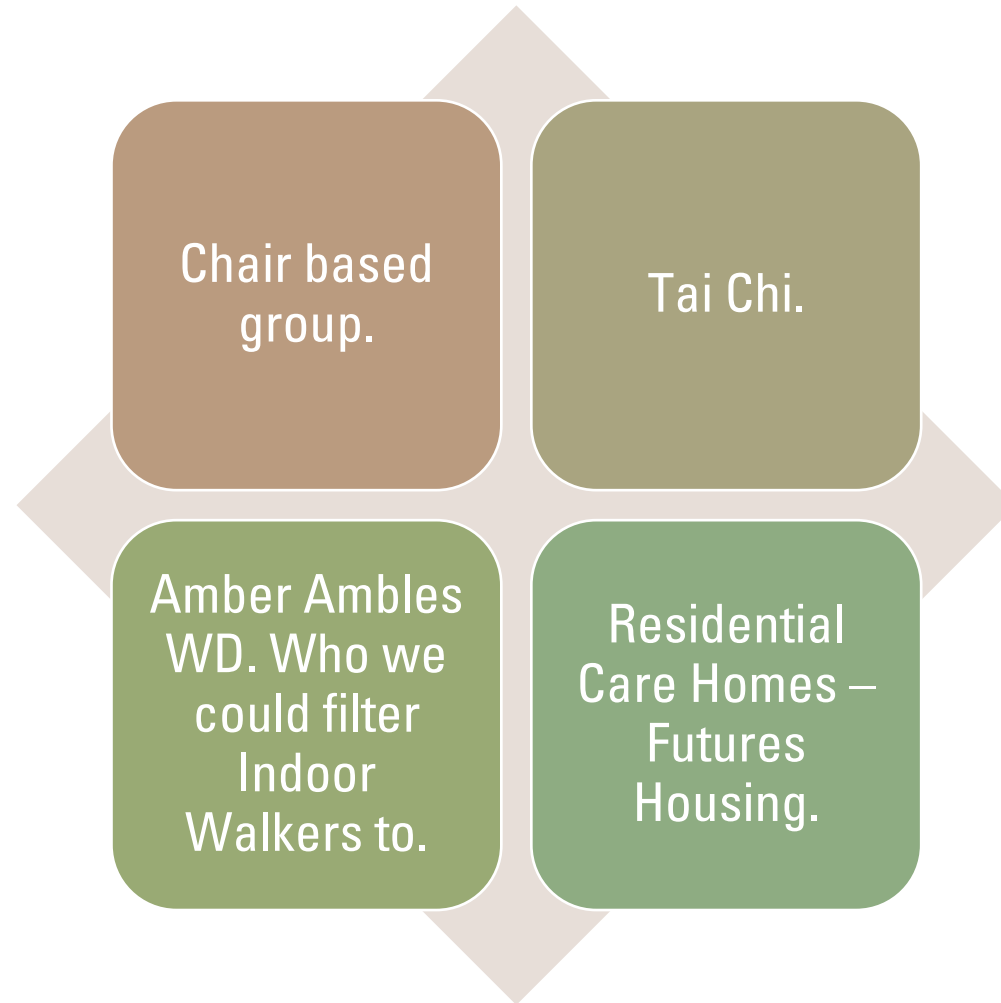 Chair based
group.
Tai Chi.
Amber Ambles
WD. Who we
could filter
Indoor
Walkers to.
Residential
Care Homes –
Futures
Housing.